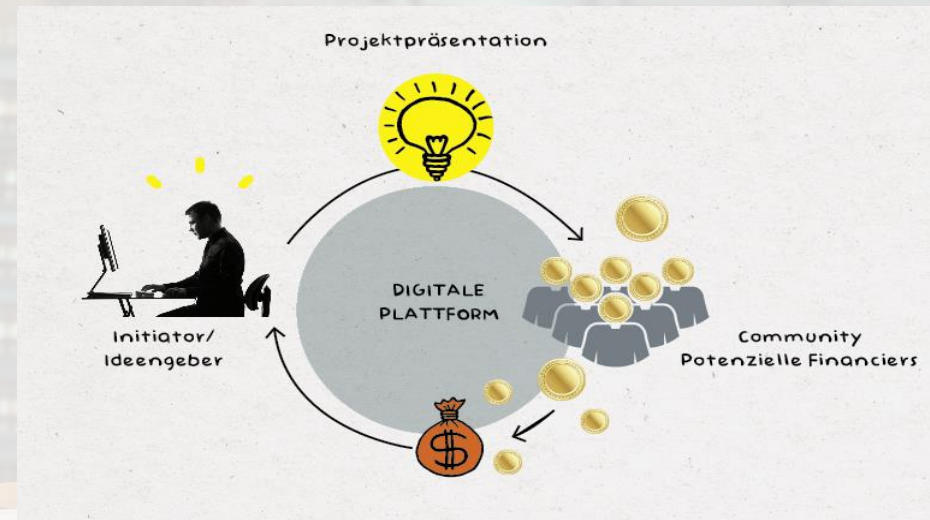 Projektpräsentation
DIGITALE
PLATTFORM
Initiator/
Ideengeber
Community
Potenzielle Financiers
$